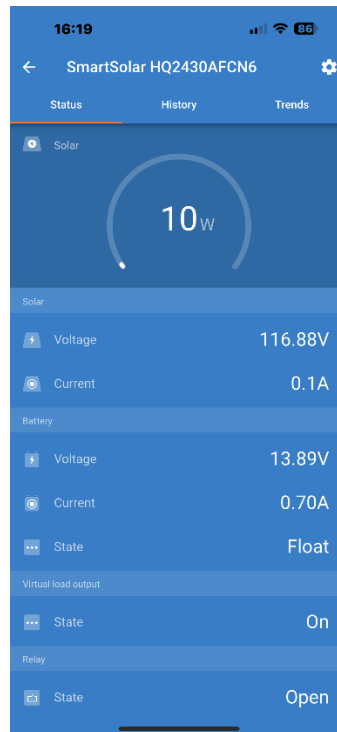 16:19
86
SmartSolar HQ2430AFCN6
Status History Trends
Solar
10W
Solar
Voltage 116.88V
Current 0.1A
Battery
Voltage 13.89V
Current 0.70A
State Float
Virtual load output
State On
Relay
State Open